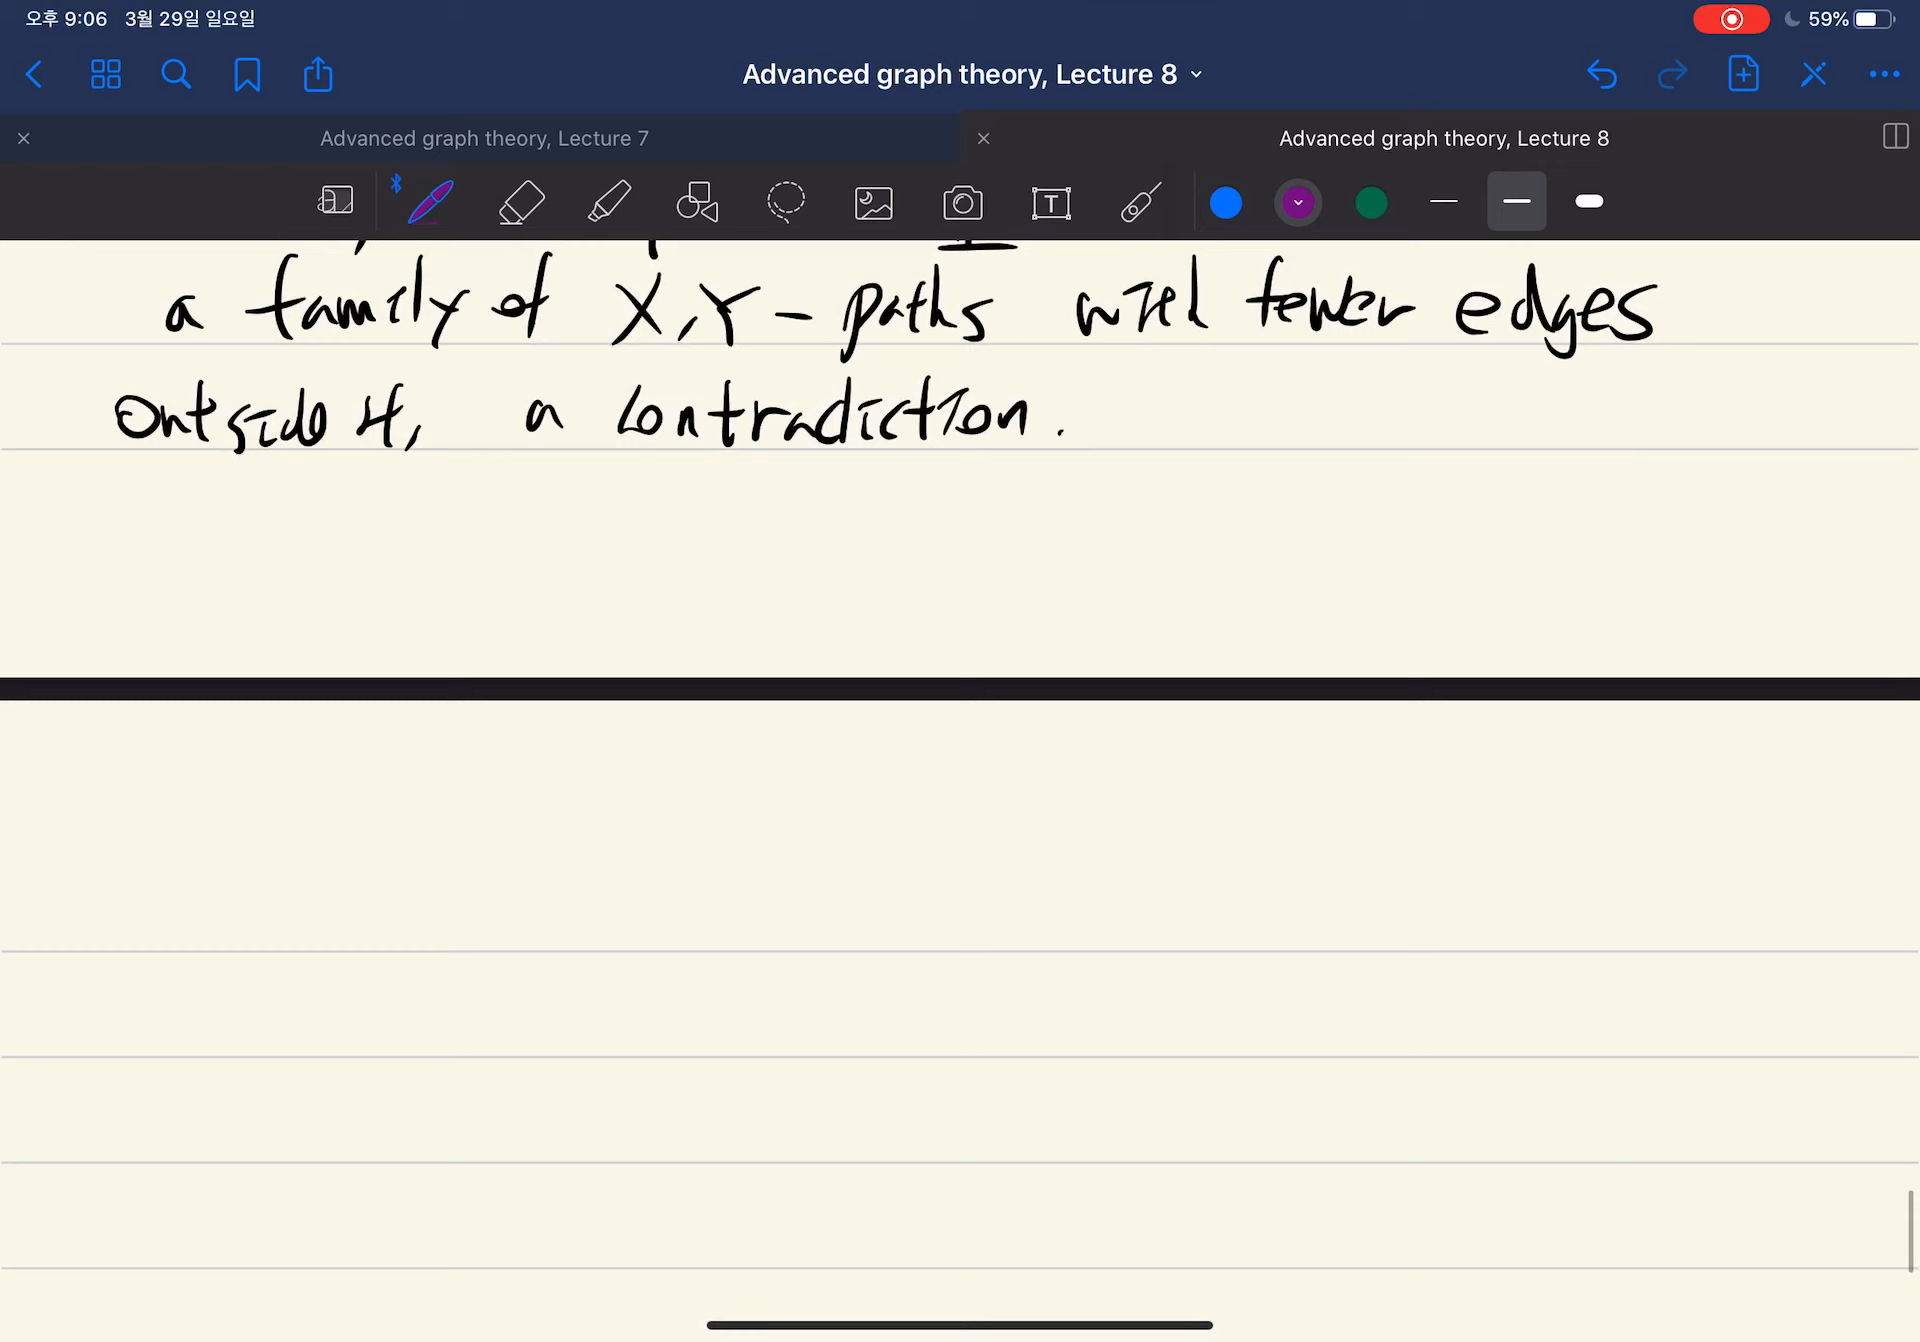 오후 9:06 3월 29일 일요일 59%
Advanced graph theory, Lecture 8
Advanced graph theory, Lecture 7 Advanced graph theory, Lecture 8
a family of X,Y - paths with fewer edges
outside H, a contradiction.